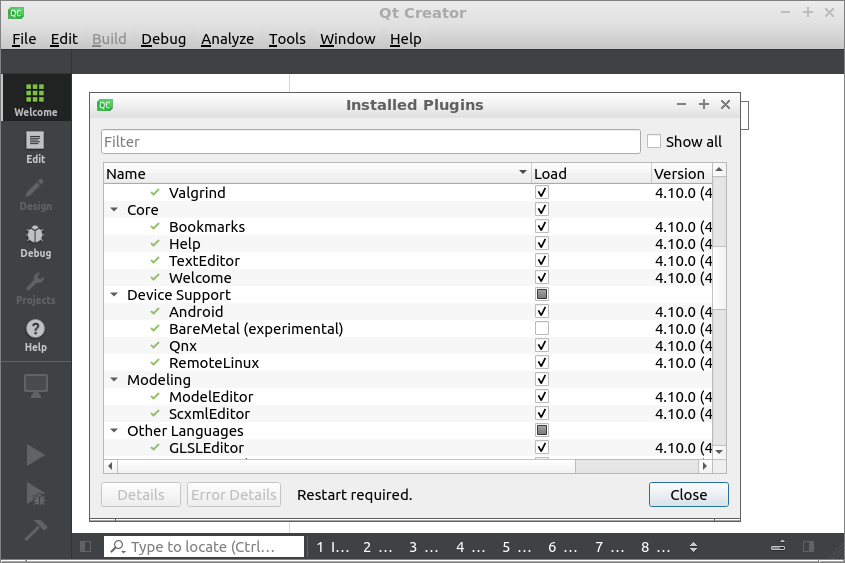 Qt Creator
File Edit Build Debug Analyze Tools Window Help
Welcome
Edit
Design
Debug
Projects
Help
Installed Plugins
Filter
Show all
Name Load Version
Valgrind 4.10.0 (4
Core
Bookmarks 4.10.0 (4
Help 4.10.0 (4
TextEditor 4.10.0 (4
Welcome 4.10.0 (4
Device Support
Android 4.10.0 (4
BareMetal (experimental) 4.10.0 (4
Qnx 4.10.0 (4
RemoteLinux 4.10.0 (4
Modeling
ModelEditor 4.10.0 (4
ScxmlEditor 4.10.0 (4
Other Languages
GLSLEditor 4.10.0 (4
Details Error Details Restart required. Close
Type to locate (Ctrl… 1 I… 2 … 3 … 4 … 5 … 6 … 7 … 8 …